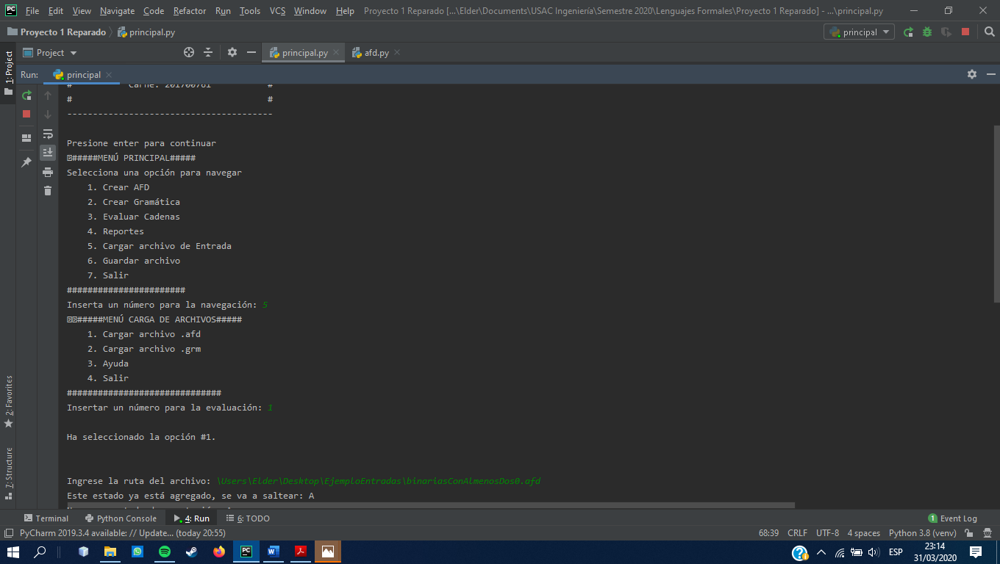 PC File Edit View Navigate Code Refactor Run Tools VCS Window Help Proyecto 1 Reparado [...\Elder\Documents\USAC Ingeniería\Semestre 2020\Lenguajes Formales\Proyecto 1 Reparado] - ...\principal.py
Proyecto 1 Reparado principal.py principal
Project principal.py afd.py
1: Project
Run: principal
# Carne: 201700761 #
# #
----------------------------------------
Presione enter para continuar
#####MENÚ PRINCIPAL#####
Selecciona una opción para navegar
1. Crear AFD
2. Crear Gramática
3. Evaluar Cadenas
4. Reportes
5. Cargar archivo de Entrada
6. Guardar archivo
7. Salir
#######################
Inserta un número para la navegación: 5
#####MENÚ CARGA DE ARCHIVOS#####
1. Cargar archivo .afd
2. Cargar archivo .grm
3. Ayuda
4. Salir
##############################
Insertar un número para la evaluación: 1
Ha seleccionado la opción #1.
Ingrese la ruta del archivo: \Users\Elder\Desktop\EjemploEntradas\binariasConAlmenosDos0.afd
Este estado ya está agregado, se va a saltear: A
2: Favorites
7: Structure
Terminal Python Console 4: Run 6: TODO 1 Event Log
PyCharm 2019.3.4 available: // Update... (today 20:55) 68:39 CRLF UTF-8 4 spaces Python 3.8 (venv)
PC W ESP 23:14
31/03/2020